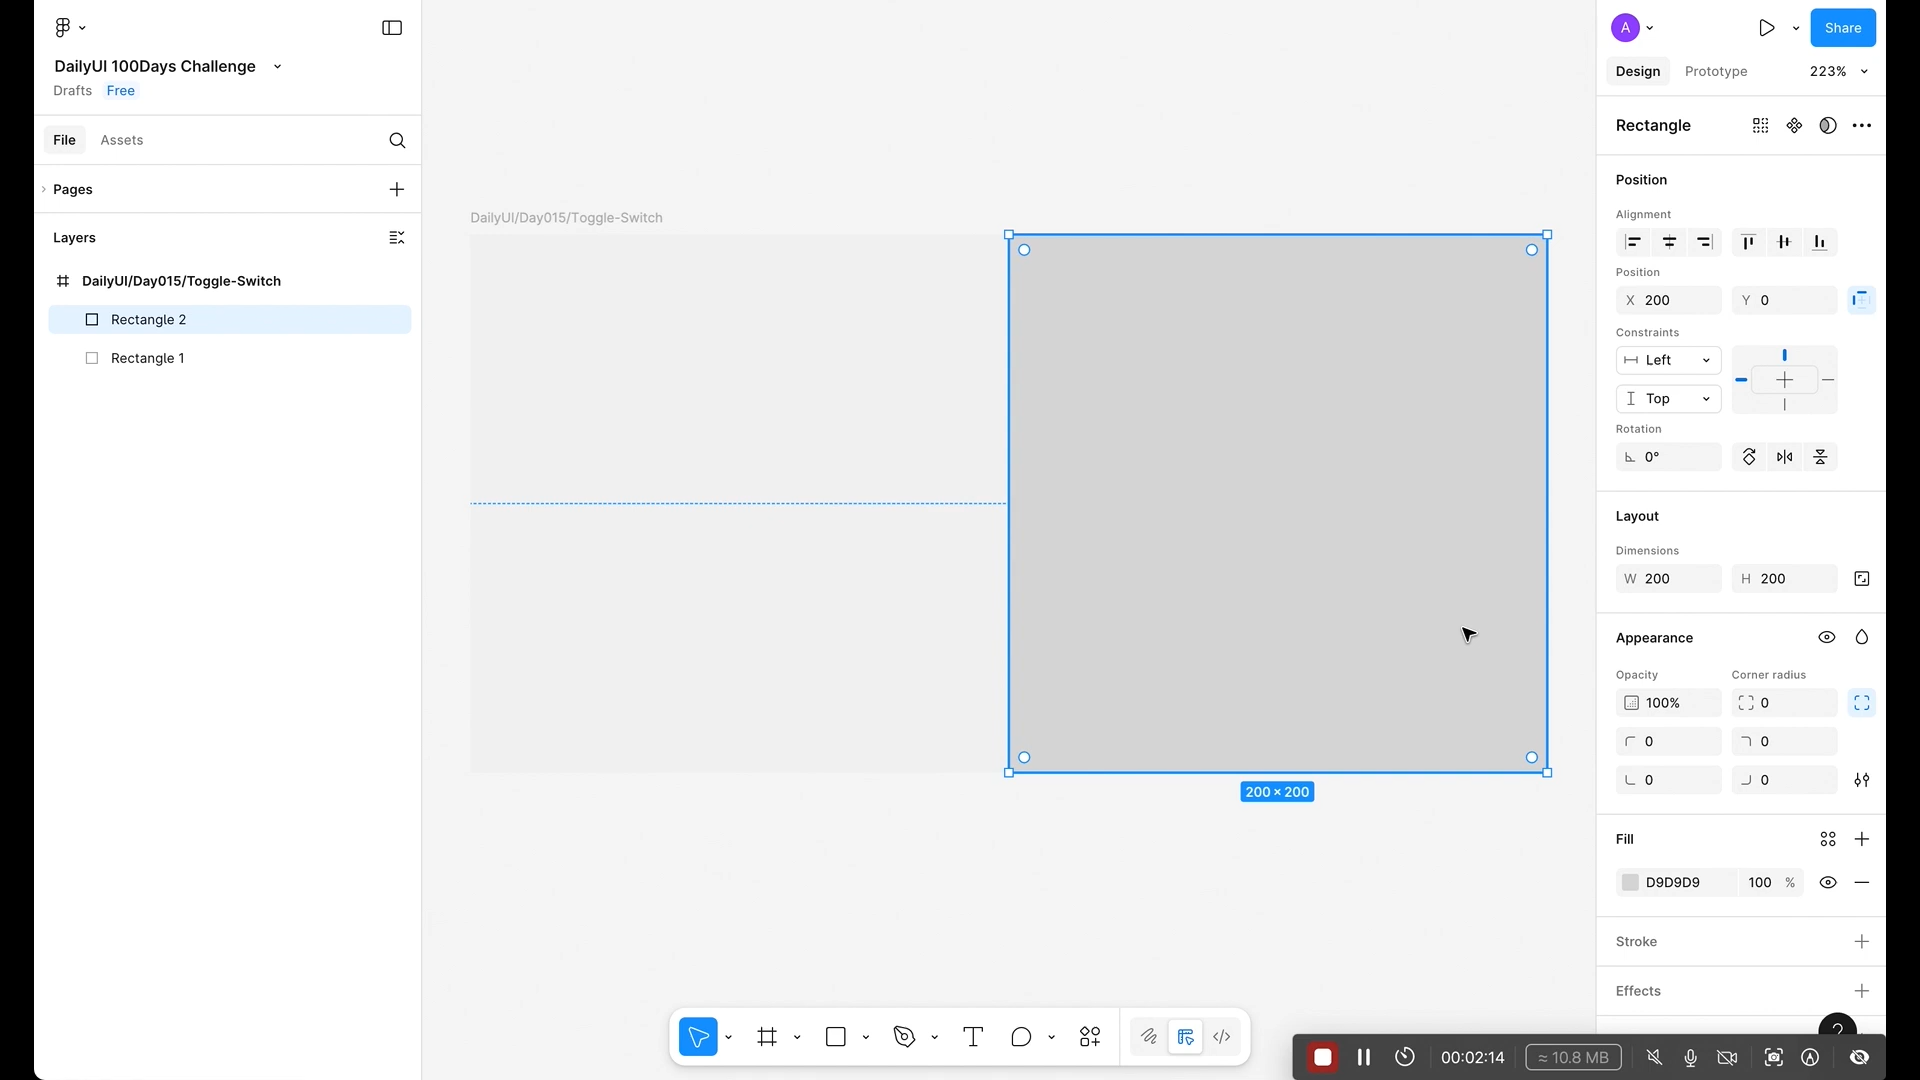 DailyUI 100Days Challenge
Drafts Free
File Assets
Pages
Layers
DailyUI/Day015/Toggle-Switch
Rectangle 2
Rectangle 1
DailyUI/Day015/Toggle-Switch
200 × 200
A
Share
Design Prototype 223%
Rectangle
Position
Alignment
Position
X 200 Y 0
Constraints
Left
Top
Rotation
0°
Layout
Dimensions
W 200 H 200
Appearance
Opacity Corner radius
100% 0
0 0
0 0
Fill
D9D9D9 100 %
Stroke
Effects
?
00:02:14 ≈ 10.8 MB